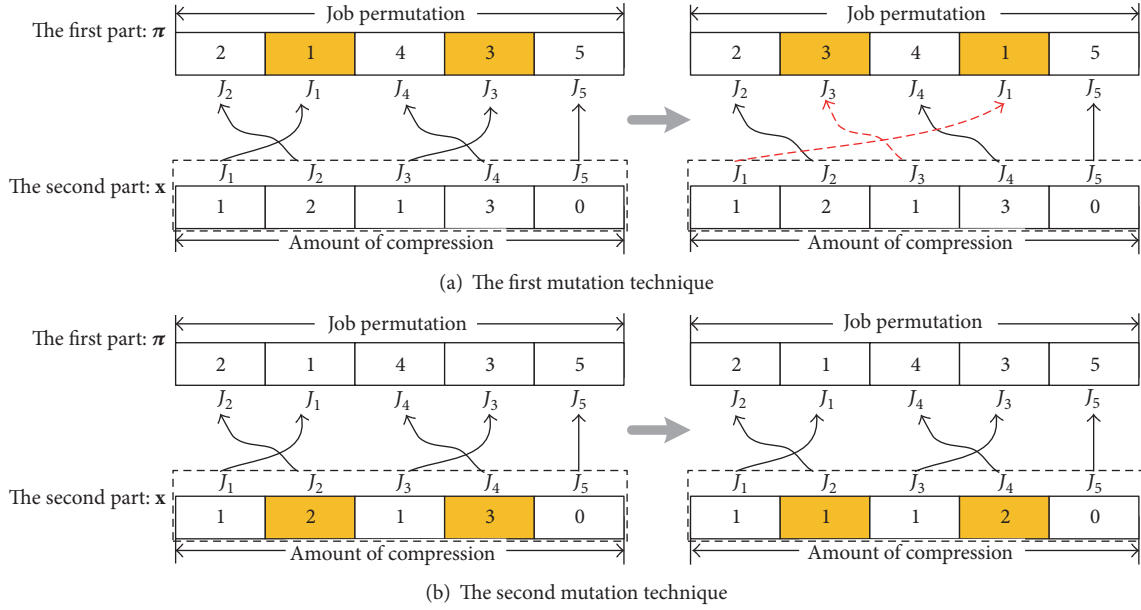 Job permutation Job permutation
The first part: π
2 1 4 3 5 2 3 4 1 5
J2 J1 J4 J3 J5 J2 J3 J4 J1 J5
J1 J2 J3 J4 J5 J1 J2 J3 J4 J5
The second part: x
1 2 1 3 0 1 2 1 3 0
Amount of compression Amount of compression
(a) The first mutation technique
Job permutation Job permutation
The first part: π
2 1 4 3 5 2 1 4 3 5
J2 J1 J4 J3 J5 J2 J1 J4 J3 J5
J1 J2 J3 J4 J5 J1 J2 J3 J4 J5
The second part: x
1 2 1 3 0 1 1 1 2 0
Amount of compression Amount of compression
(b) The second mutation technique